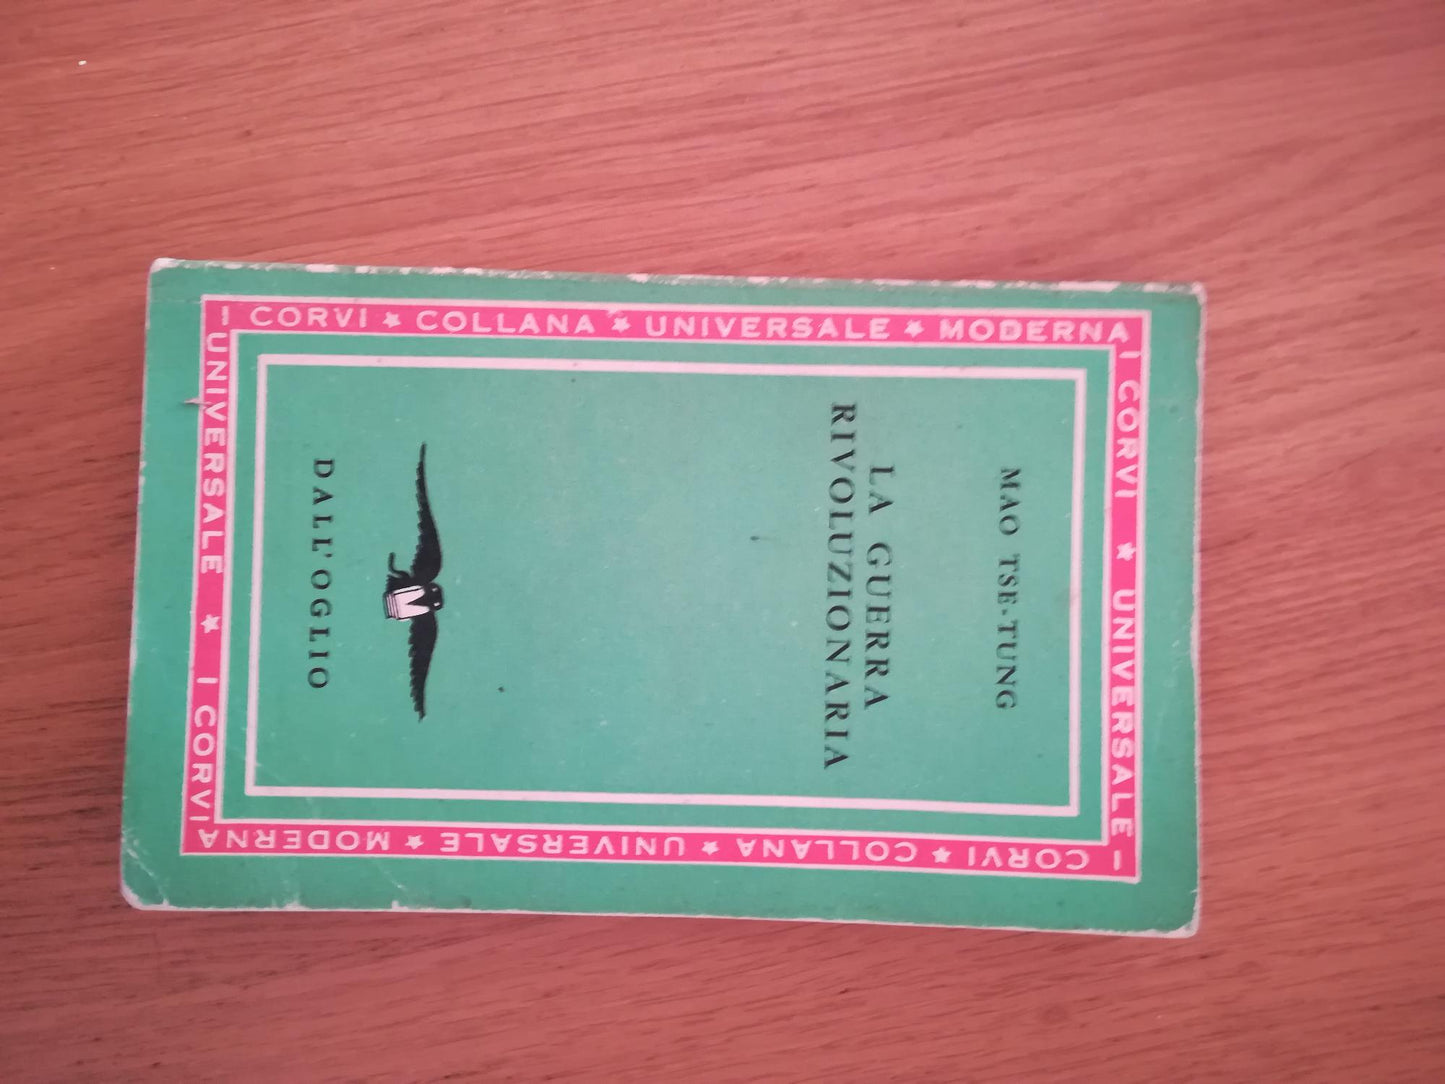 I CORVI ★ COLLANA ★ UNIVERSALE ★ MODERNA
I CORVI ★ UNIVERSALE
I CORVI ★ COLLANA ★ UNIVERSALE ★ MODERNA
I CORVI ★ UNIVERSALE
MAO TSE-TUNG
LA GUERRA
RIVOLUZIONARIA
DALL'OGLIO